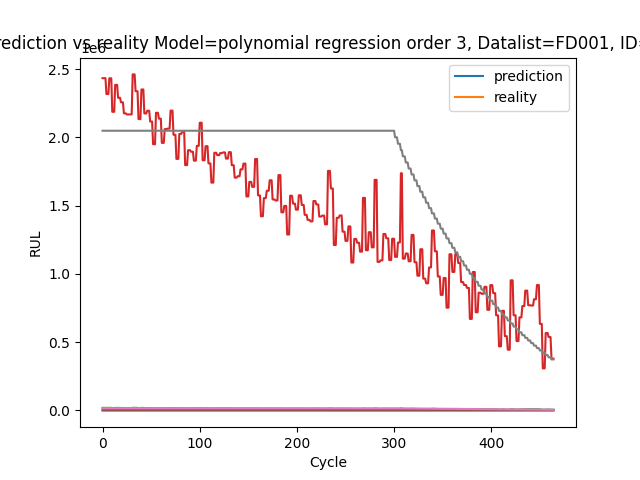 rediction vs reality Model=polynomial regression order 3, Datalist=FD001, ID=
1e6
2.5
2.0
1.5
1.0
0.5
0.0
RUL
prediction
reality
0 100 200 300 400
Cycle